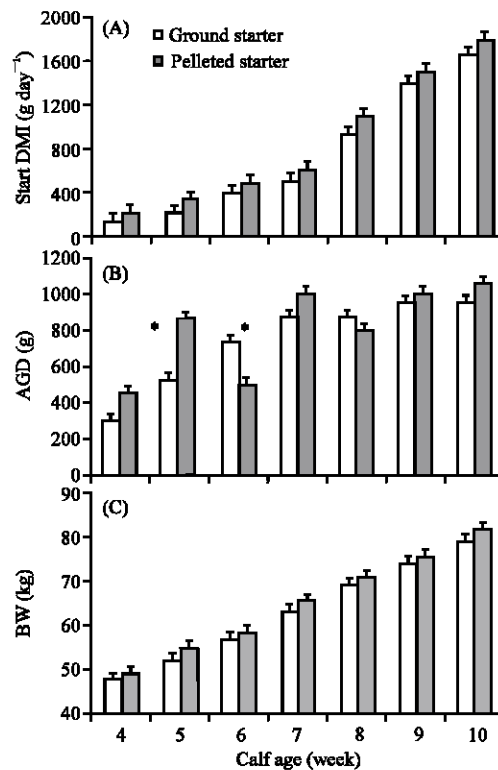 (A)
Ground starter
Pelleted starter
Start DMI (g day⁻¹)
2000
1600
1200
800
400
0
(B)
AGD (g)
1200
1000
800
600
400
200
0
*
*
(C)
BW (kg)
90
80
70
60
50
40
4 5 6 7 8 9 10
Calf age (week)